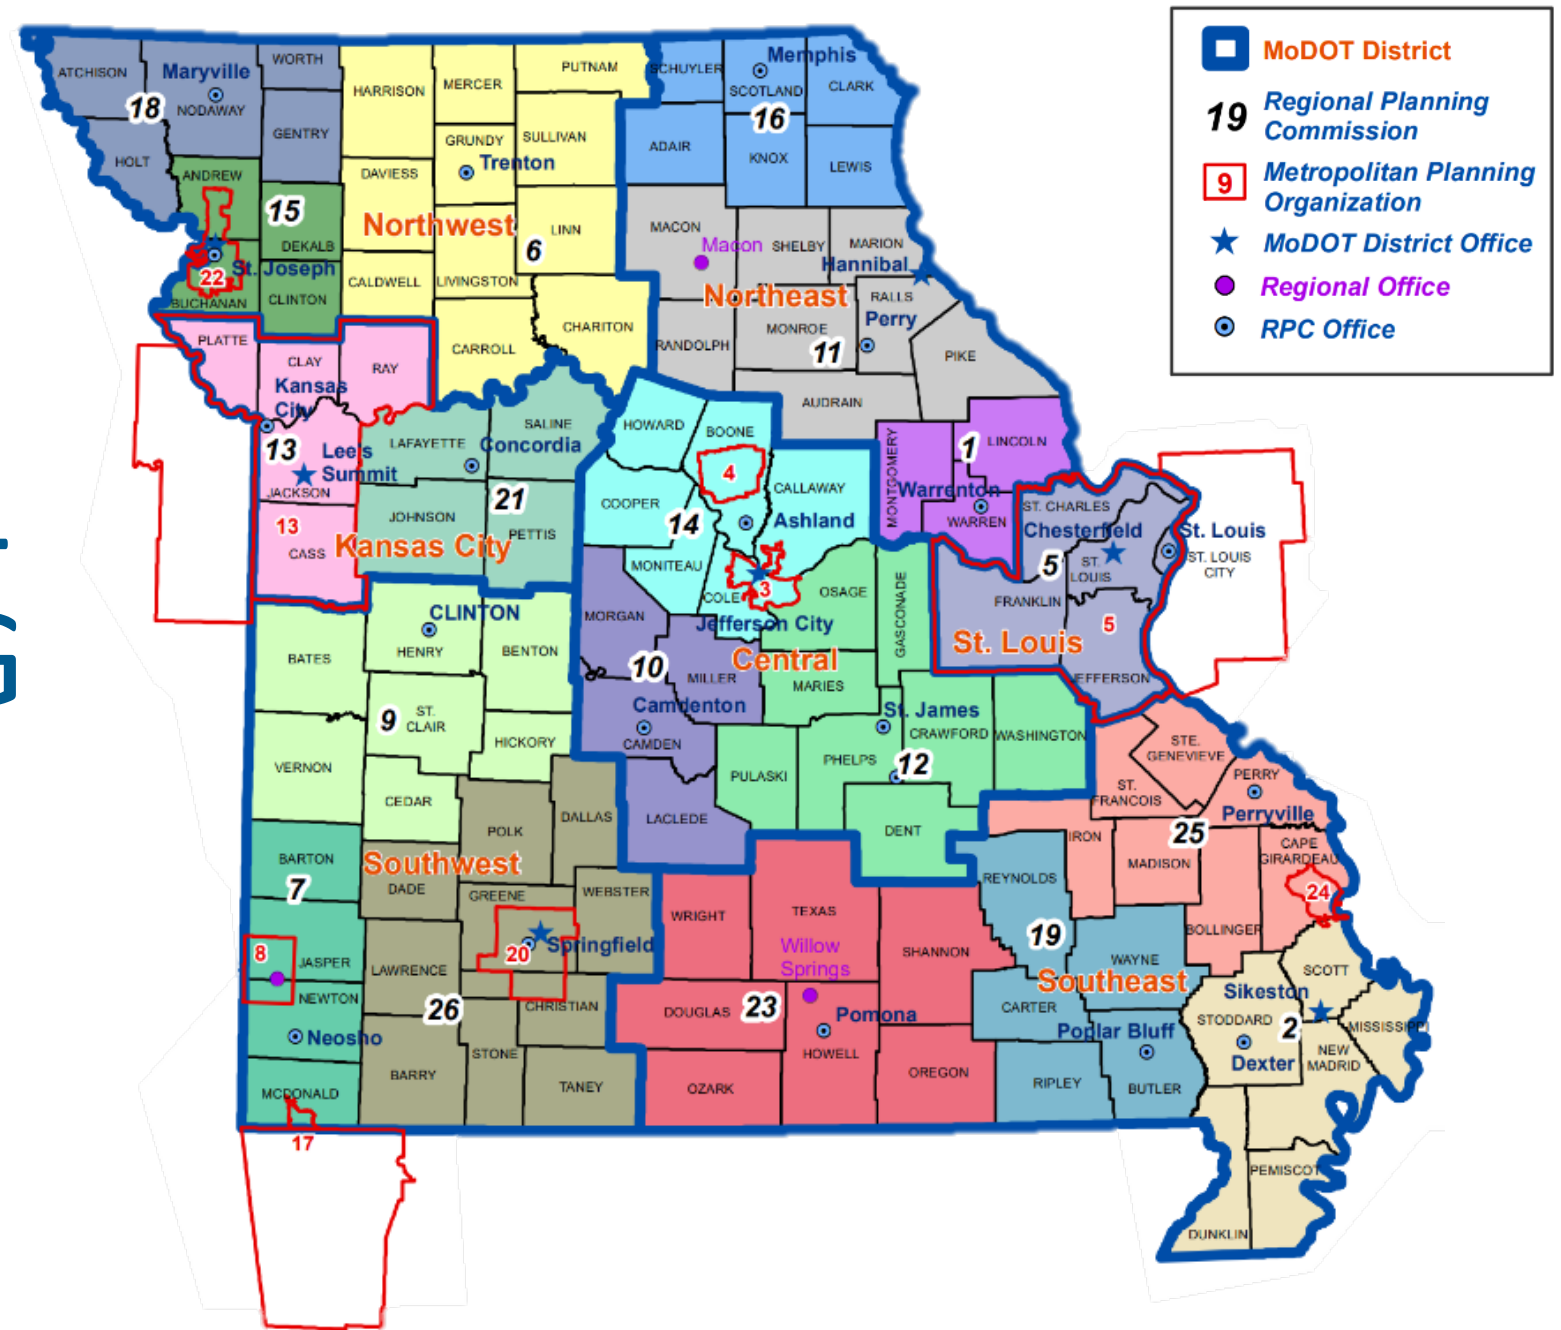 MoDOT District
19
Regional Planning
Commission
9
Metropolitan Planning
Organization
MoDOT District Office
Regional Office
RPC Office
ATCHISON
Maryville
NODAWAY
WORTH
18
HOLT
GENTRY
ANDREW
15
DEKALB
St. Joseph
22
BUCHANAN
CLINTON
HARRISON
MERCER
PUTNAM
GRUNDY
SULLIVAN
Trenton
DAVIESS
Northwest
6
LINN
CALDWELL
LIVINGSTON
CARROLL
CHARITON
SCHUYLER
Memphis
SCOTLAND
CLARK
16
ADAIR
KNOX
LEWIS
MACON
Macon
SHELBY
MARION
Hannibal
Northeast
RALLS
Perry
MONROE
11
RANDOLPH
PIKE
AUDRAIN
PLATTE
CLAY
RAY
Kansas
City
13
Lee's
Summit
JACKSON
13
CASS
LAFAYETTE
SALINE
Concordia
21
JOHNSON
PETTIS
Kansas City
HOWARD
BOONE
4
COOPER
CALLAWAY
14
Ashland
MONITEAU
COLE
3
Jefferson City
OSAGE
GASCONADE
Central
MORGAN
10
MILLER
MARIES
Camdenton
CAMDEN
LACLEDE
PULASKI
St. James
PHELPS
CRAWFORD
WASHINGTON
12
DENT
MONTGOMERY
1
LINCOLN
Warrenton
WARREN
ST. CHARLES
Chesterfield
St. Louis
ST. LOUIS
CITY
5
ST.
LOUIS
FRANKLIN
5
St. Louis
JEFFERSON
CLINTON
HENRY
BENTON
BATES
9
ST.
CLAIR
HICKORY
VERNON
CEDAR
POLK
DALLAS
BARTON
Southwest
7
DADE
GREENE
WEBSTER
20
Springfield
8
JASPER
LAWRENCE
NEWTON
26
CHRISTIAN
Neosho
STONE
BARRY
TANEY
MCDONALD
17
WRIGHT
TEXAS
Willow
Springs
SHANNON
DOUGLAS
23
Pomona
HOWELL
OZARK
OREGON
STE.
GENEVIEVE
PERRY
ST.
FRANCOIS
Perryville
25
IRON
MADISON
CAPE
GIRARDEAU
24
REYNOLDS
BOLLINGER
19
WAYNE
Southeast
CARTER
Poplar Bluff
RIPLEY
BUTLER
SCOTT
Sikeston
STODDARD
2
MISSISSIPPI
Dexter
NEW
MADRID
PEMISCOT
DUNKLIN